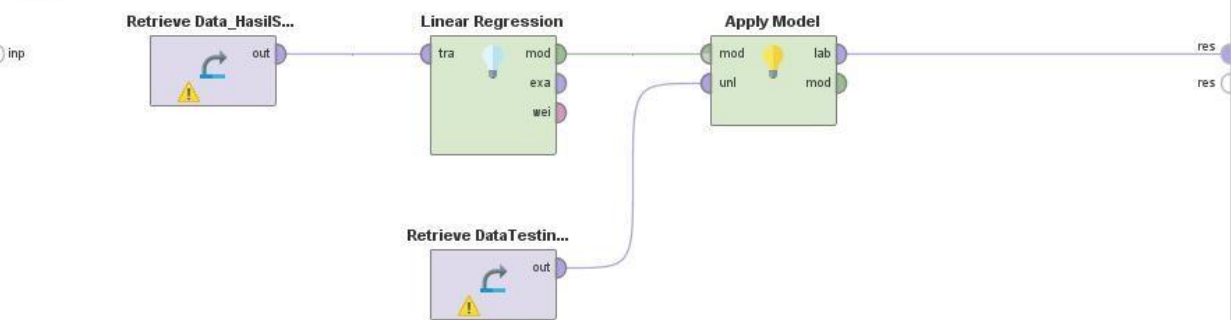 Retrieve Data_HasilS...
Linear Regression
Apply Model
inp
out
tra
mod
exa
wei
mod
lab
unl
mod
res
res
Retrieve DataTestin...
out